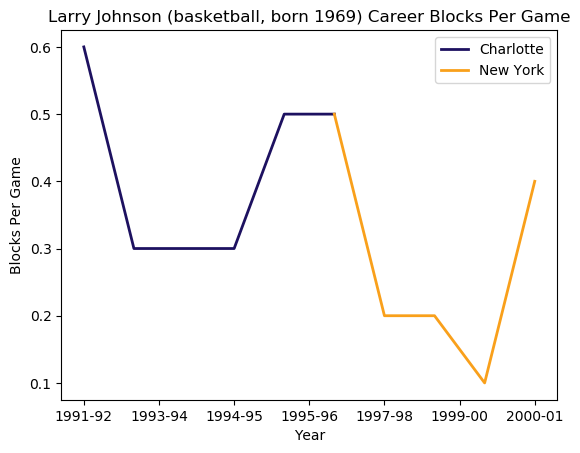 Larry Johnson (basketball, born 1969) Career Blocks Per Game
Charlotte
New York
Blocks Per Game
0.6
0.5
0.4
0.3
0.2
0.1
1991-92 1993-94 1994-95 1995-96 1997-98 1999-00 2000-01
Year